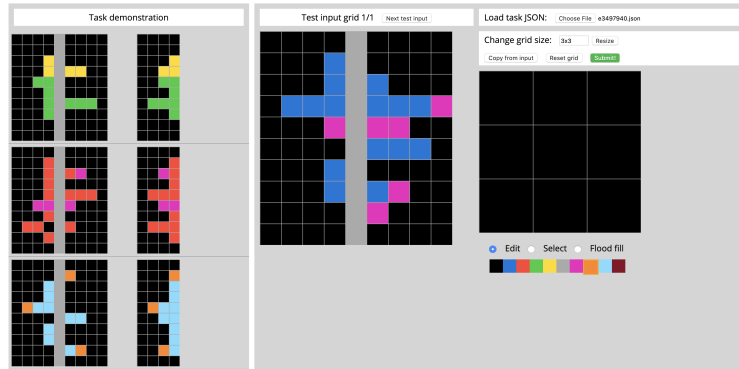 Task demonstration
Test input grid 1/1 Next test input
Load task JSON: Choose File e3497940.json
Change grid size: 3x3 Resize
Copy from input Reset grid Submit!
Edit Select Flood fill